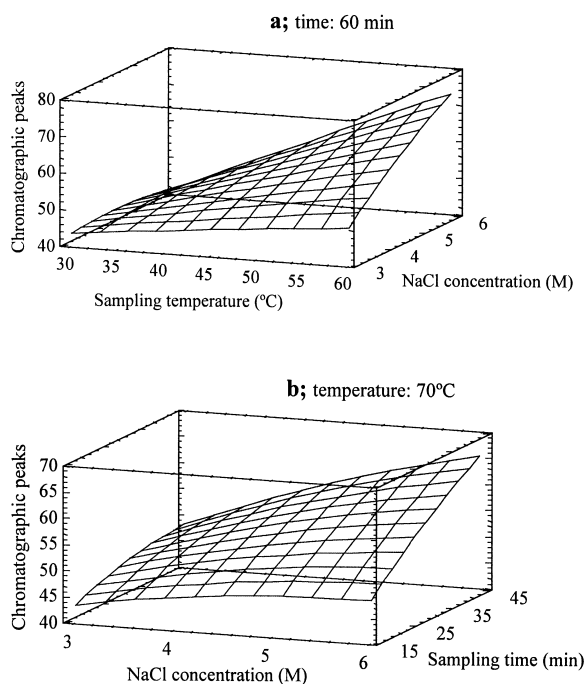 a; time: 60 min
Chromatographic peaks
80
70
60
50
40
30 35 40 45 50 55 60
Sampling temperature (ºC)
3 4 5 6
NaCl concentration (M)
b; temperature: 70ºC
Chromatographic peaks
70
65
60
55
50
45
40
3 4 5 6
NaCl concentration (M)
15 25 35 45
Sampling time (min)